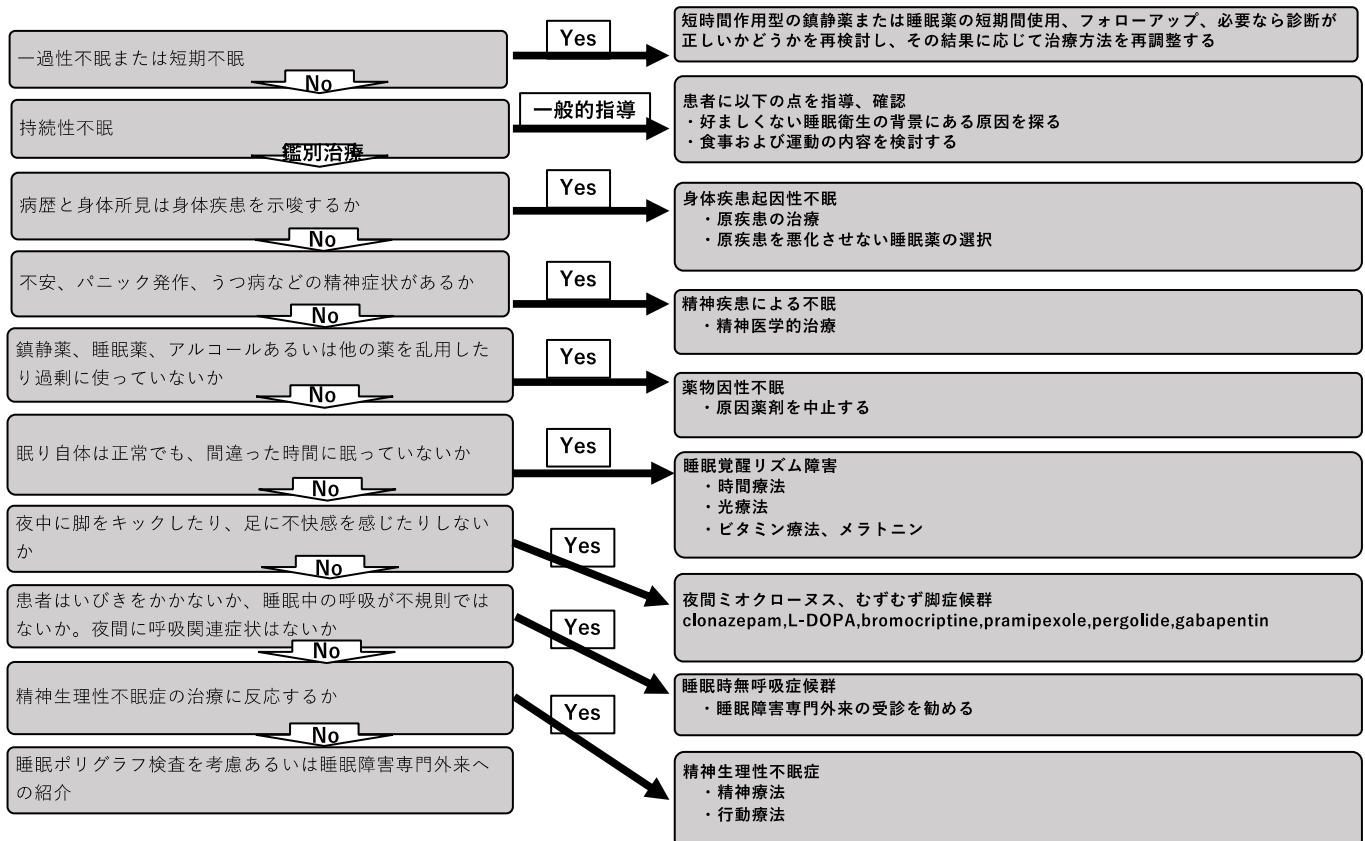 一過性不眠または短期不眠
Yes
短時間作用型の鎮静薬または睡眠薬の短期間使用、フォローアップ、必要なら診断が
正しいかどうかを再検討し、その結果に応じて治療方法を再調整する
No
持続性不眠
一般的指導
患者に以下の点を指導、確認
・好ましくない睡眠衛生の背景にある原因を探る
・食事および運動の内容を検討する
鑑別治療
病歴と身体所見は身体疾患を示唆するか
Yes
身体疾患起因性不眠
・原疾患の治療
・原疾患を悪化させない睡眠薬の選択
No
不安、パニック発作、うつ病などの精神症状があるか
Yes
精神疾患による不眠
・精神医学的治療
No
鎮静薬、睡眠薬、アルコールあるいは他の薬を乱用した
り過剰に使っていないか
Yes
薬物因性不眠
・原因薬剤を中止する
No
眠り自体は正常でも、間違った時間に眠っていないか
Yes
睡眠覚醒リズム障害
・時間療法
・光療法
・ビタミン療法、メラトニン
No
夜中に脚をキックしたり、足に不快感を感じたりしない
か
Yes
夜間ミオクローヌス、むずむず脚症候群
clonazepam,L-DOPA,bromocriptine,pramipexole,pergolide,gabapentin
No
患者はいびきをかかないか、睡眠中の呼吸が不規則では
ないか。夜間に呼吸関連症状はないか
Yes
睡眠時無呼吸症候群
・睡眠障害専門外来の受診を勧める
No
精神生理性不眠症の治療に反応するか
Yes
精神生理性不眠症
・精神療法
・行動療法
No
睡眠ポリグラフ検査を考慮あるいは睡眠障害専門外来へ
の紹介